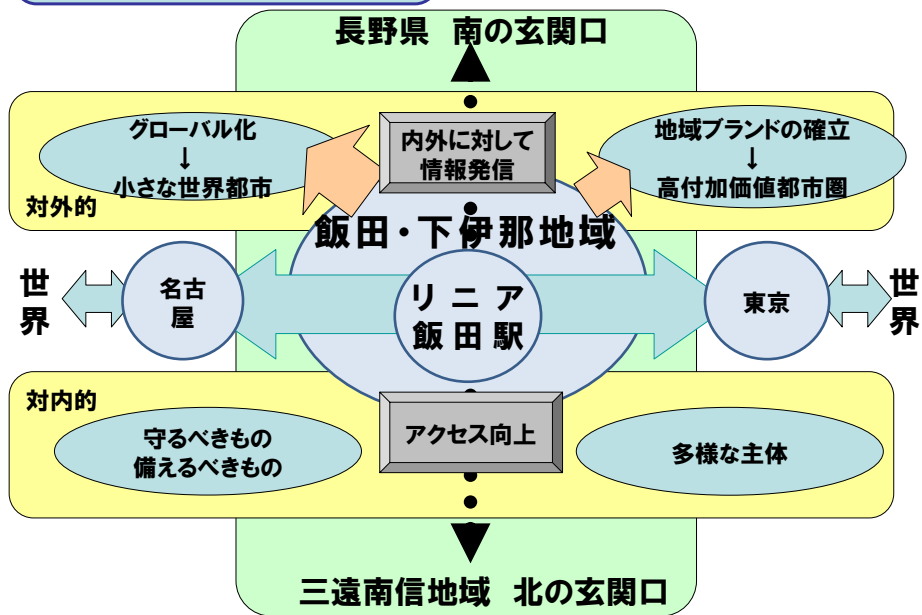 長野県 南の玄関口
グローバル化
↓
小さな世界都市
内外に対して
情報発信
地域ブランドの確立
↓
高付加価値都市圏
対外的
飯田・下伊那地域
世
界
名古
屋
リニア
飯田駅
東京
世
界
対内的
守るべきもの
備えるべきもの
アクセス向上
多様な主体
三遠南信地域 北の玄関口